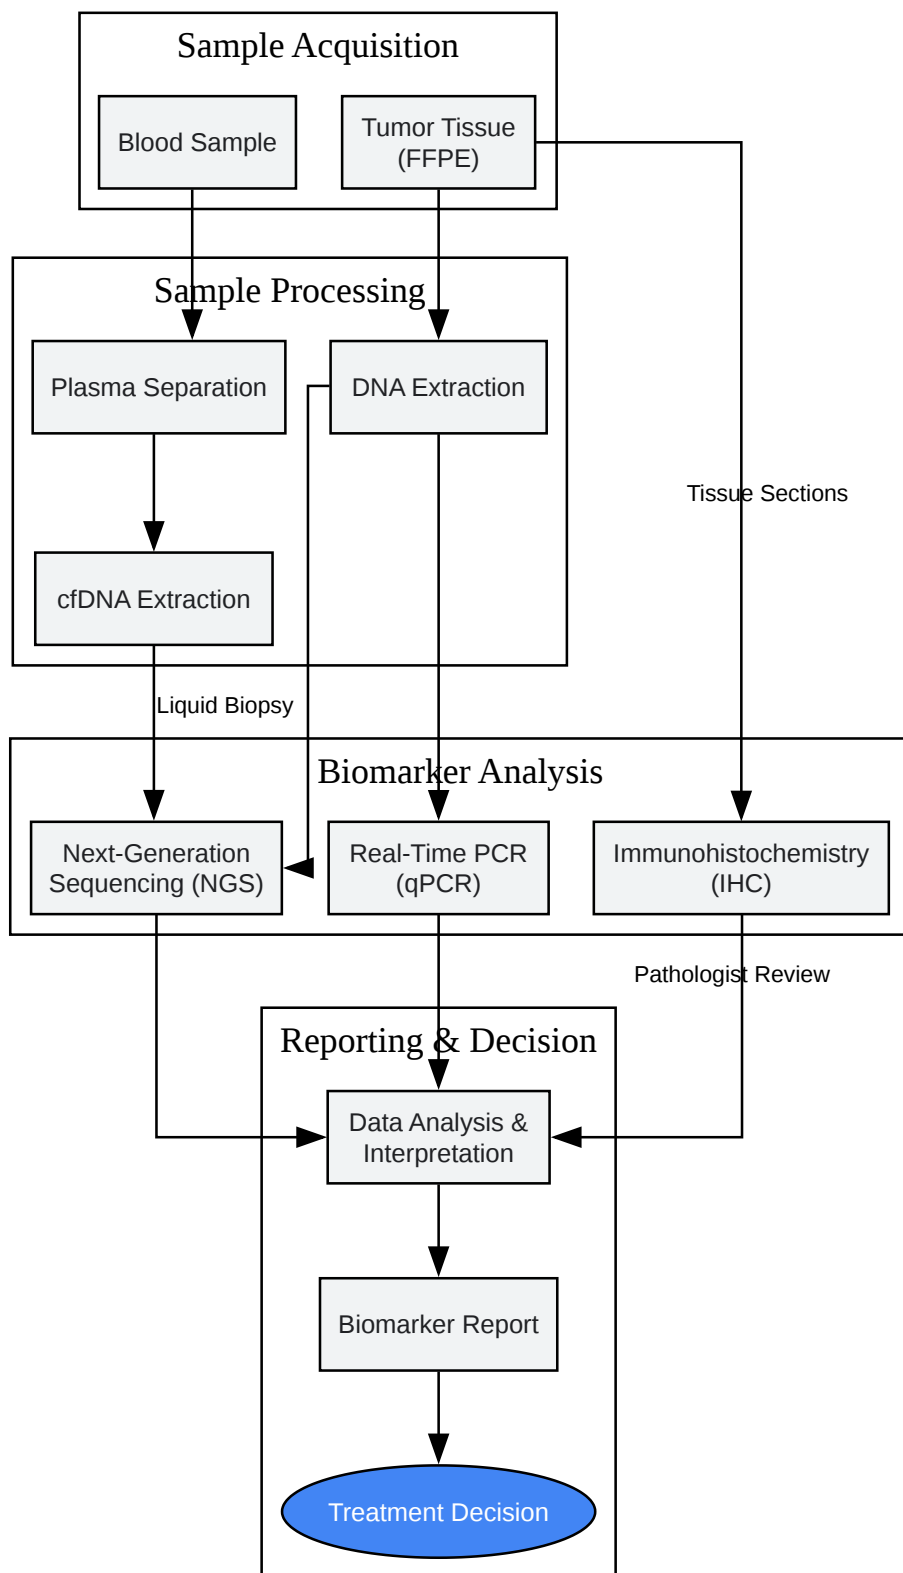 Sample Acquisition
Blood Sample
Tumor Tissue
(FFPE)
Sample Processing
Plasma Separation
DNA Extraction
Tissue Sections
cfDNA Extraction
Liquid Biopsy
Biomarker Analysis
Next-Generation
Sequencing (NGS)
Real-Time PCR
(qPCR)
Immunohistochemistry
(IHC)
Pathologist Review
Reporting & Decision
Data Analysis &
Interpretation
Biomarker Report
Treatment Decision